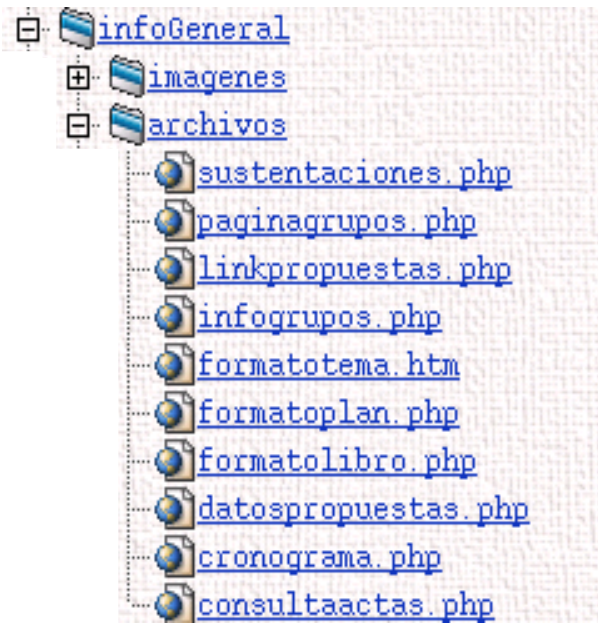 infoGeneral
imagenes
archivos
sustentaciones.php
paginagrupos.php
linkpropuestas.php
infogrupos.php
formatotema.htm
formatoplan.php
formatolibro.php
datospropuestas.php
cronograma.php
consultaactas.php